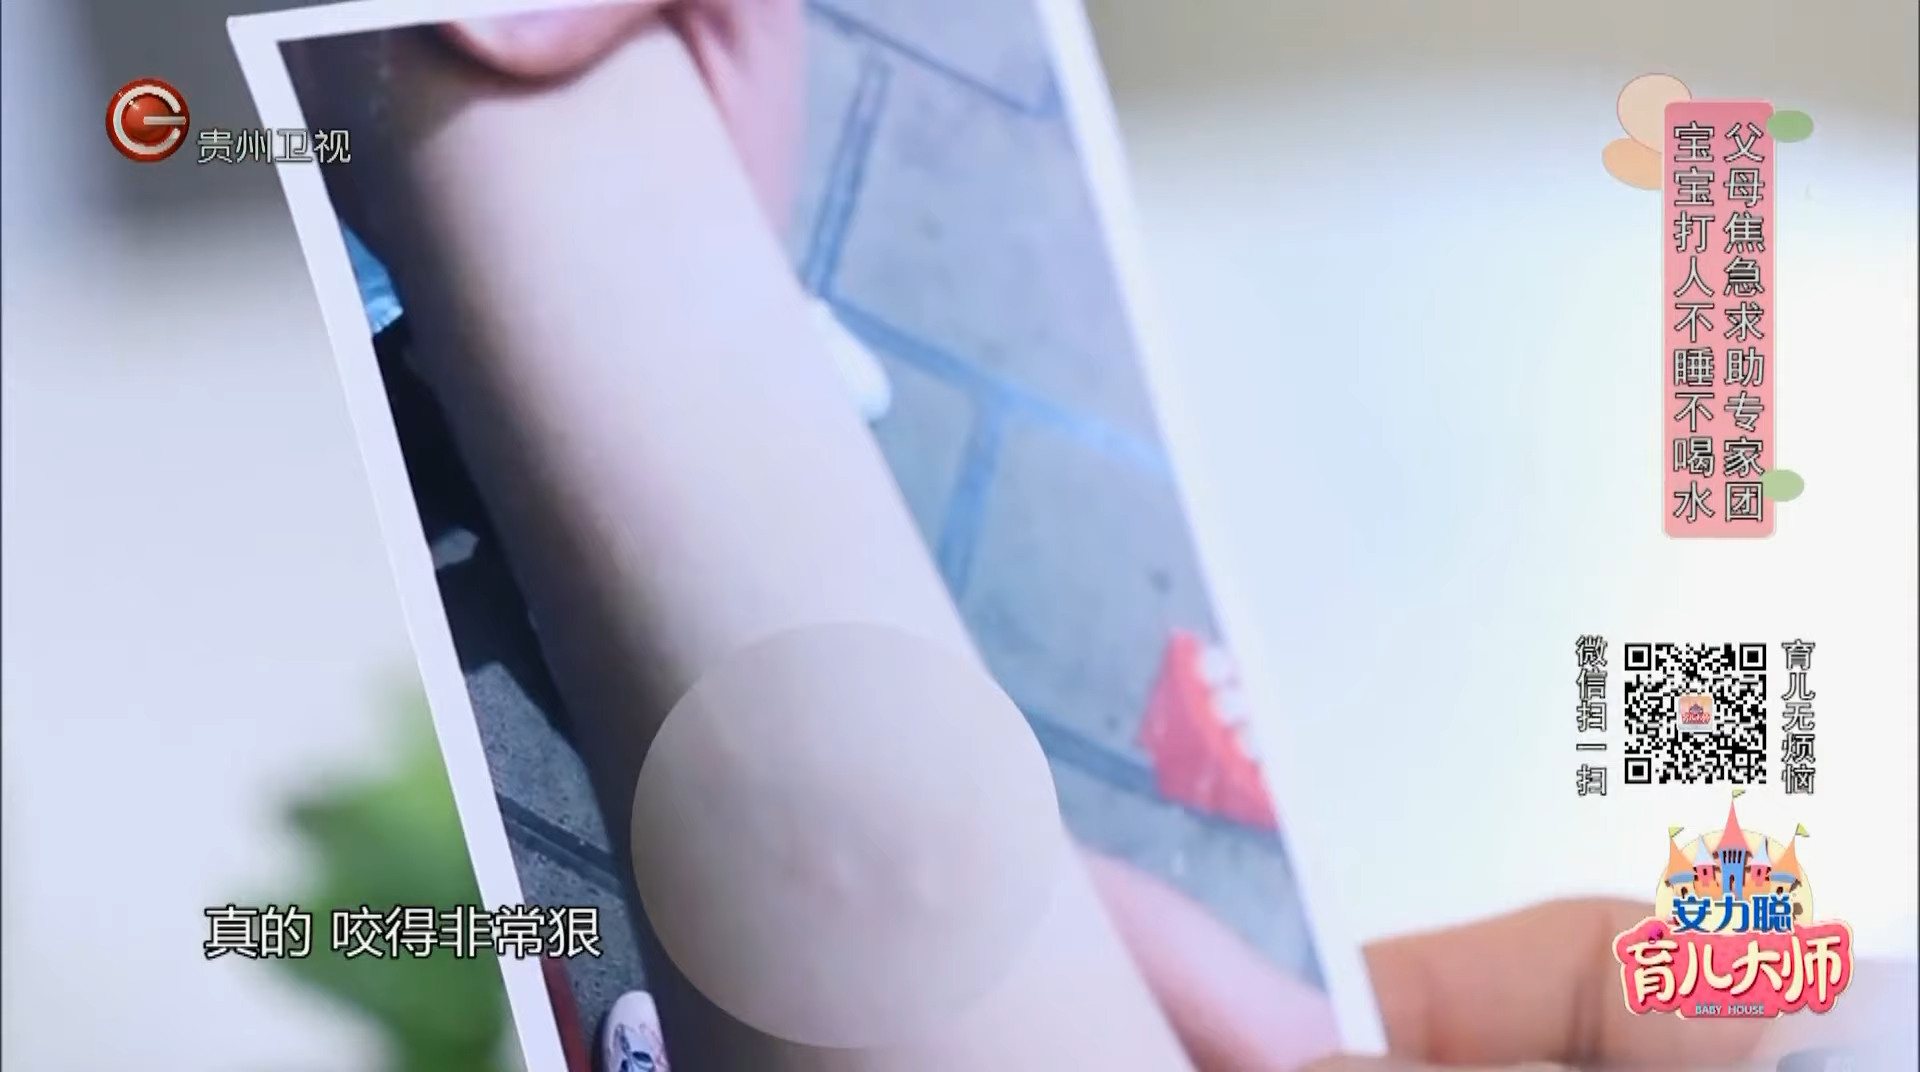 贵州卫视
父母焦急求助专家团
宝宝打人不睡不喝水
育儿无烦恼
微信扫一扫
真的 咬得非常狠
安力聪
育儿大师
BABY HOUSE